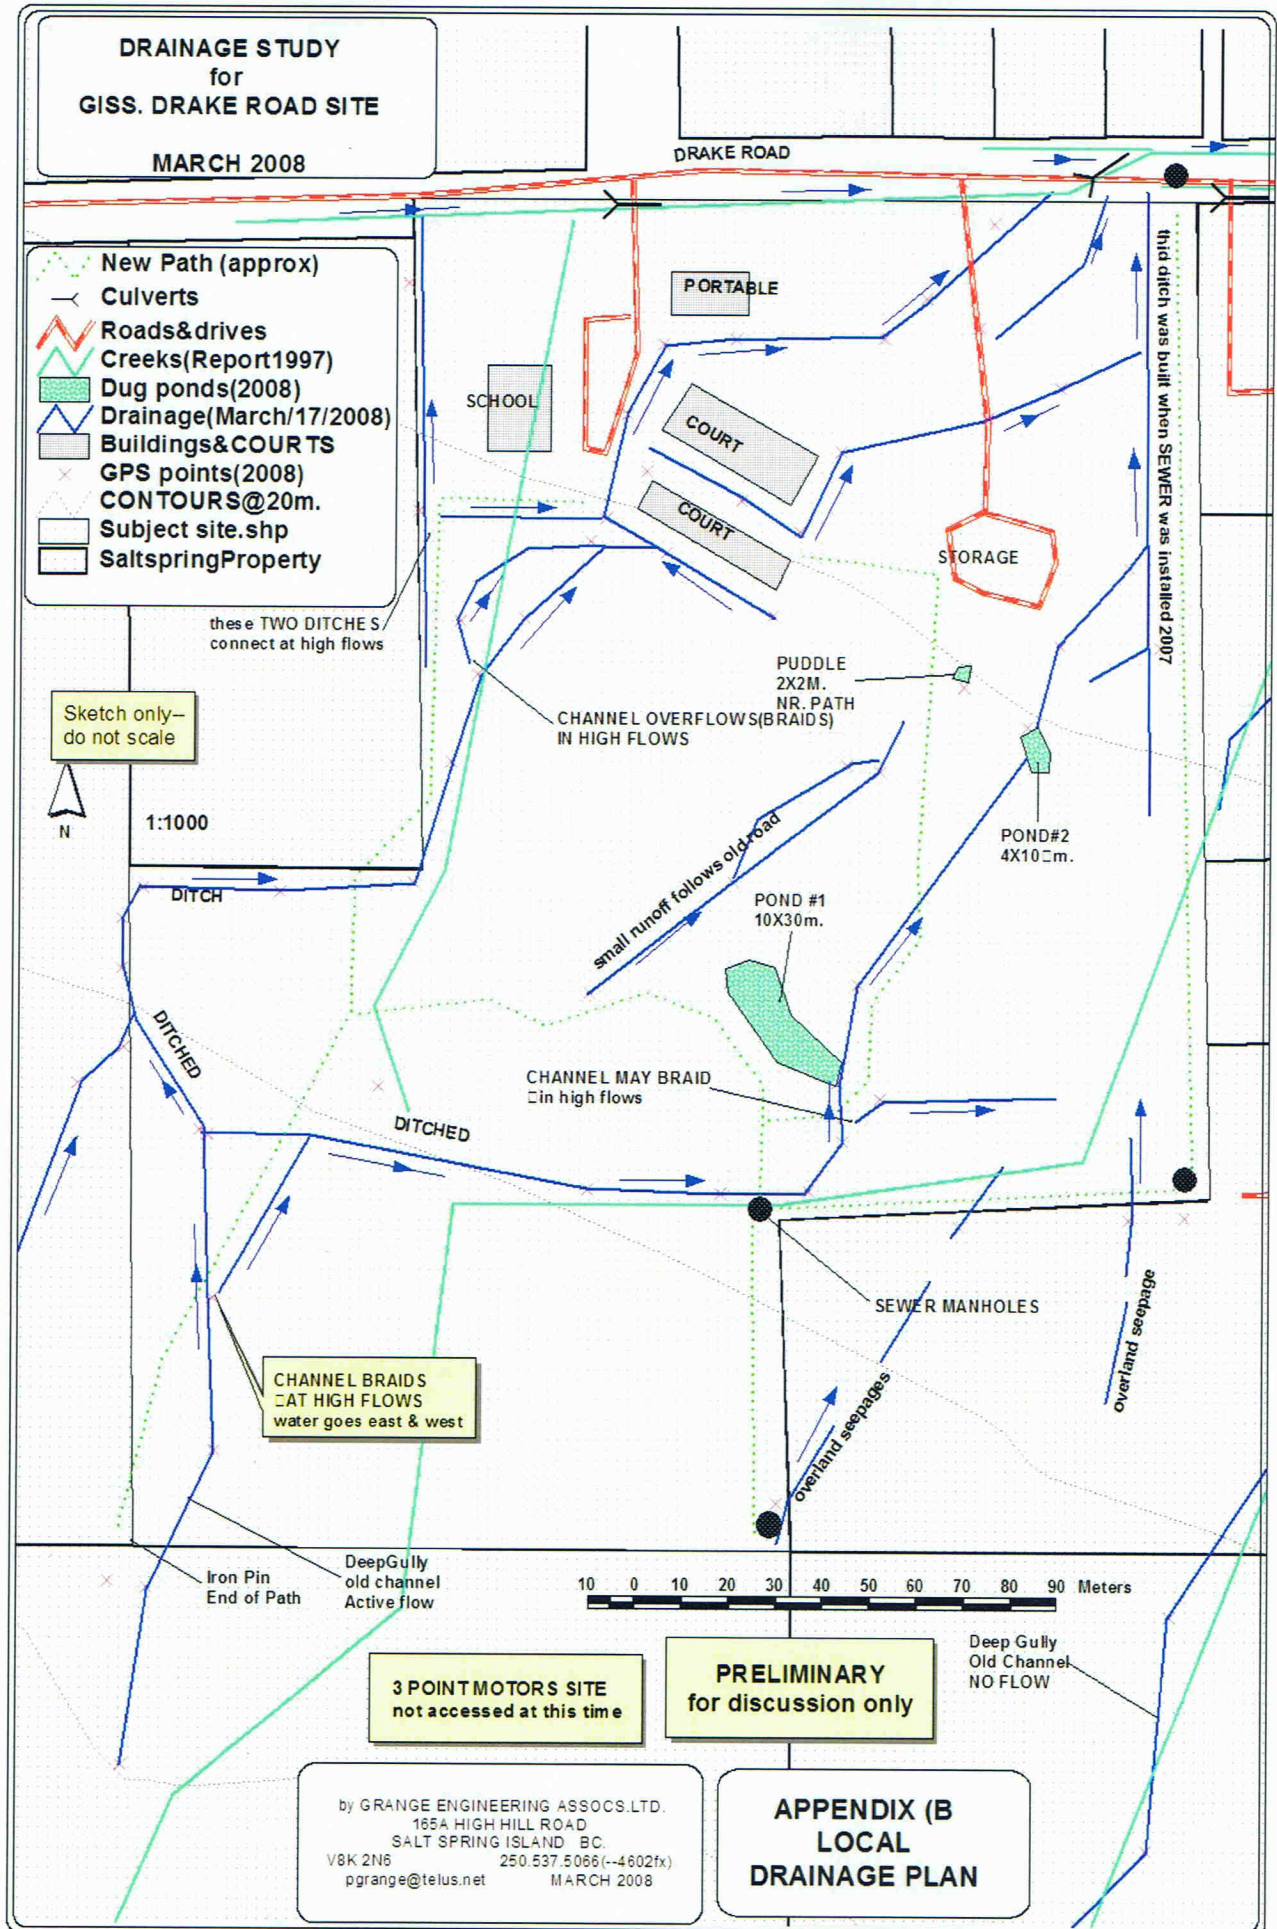 DRAINAGE STUDY
for
GISS. DRAKE ROAD SITE
MARCH 2008
DRAKE ROAD
New Path (approx)
Culverts
Roads&drives
Creeks(Report1997)
Dug ponds(2008)
Drainage(March/17/2008)
Buildings&COURTS
GPS points(2008)
CONTOURS@20m.
Subject site.shp
SaltspringProperty
PORTABLE
SCHOOL
COURT
COURT
STORAGE
thid ditch was built when SEWER was installed 2007
these TWO DITCHES
connect at high flows
Sketch only--
do not scale
N
1:1000
CHANNEL OVERFLOWS(BRAIDS)
IN HIGH FLOWS
PUDDLE
2X2M.
NR. PATH
POND#2
4X10□m.
small runoff follows old road
POND #1
10X30m.
DITCH
DITCHED
DITCHED
CHANNEL MAY BRAID
□in high flows
SEWER MANHOLES
overland seepage
overland seepages
CHANNEL BRAIDS
□AT HIGH FLOWS
water goes east & west
Iron Pin
End of Path
DeepGully
old channel
Active flow
10 0 10 20 30 40 50 60 70 80 90 Meters
Deep Gully
Old Channel
NO FLOW
3 POINT MOTORS SITE
not accessed at this time
PRELIMINARY
for discussion only
by GRANGE ENGINEERING ASSOCS.LTD.
165A HIGH HILL ROAD
SALT SPRING ISLAND BC.
V8K 2N6 250.537.5066(--4602fx)
pgrange@telus.net MARCH 2008
APPENDIX (B
LOCAL
DRAINAGE PLAN